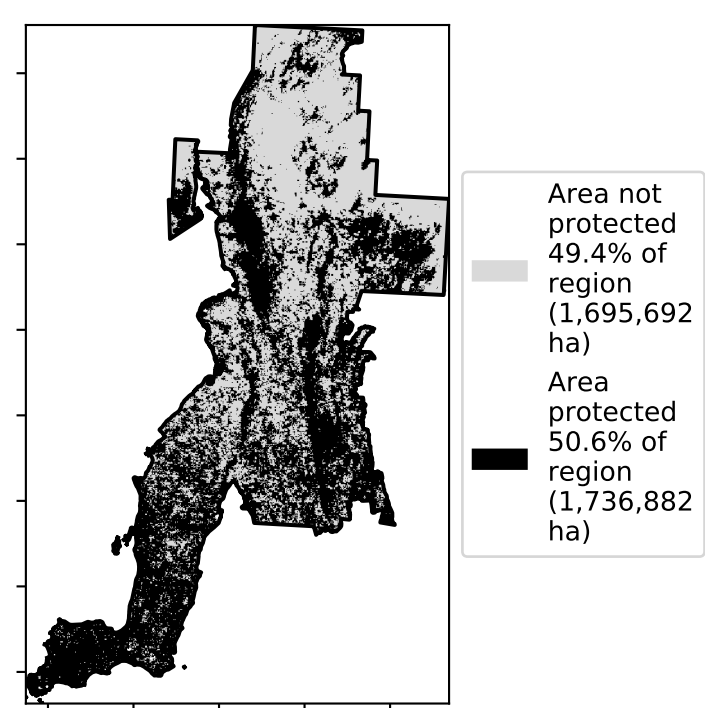 Area not
protected
49.4% of
region
(1,695,692
ha)
Area
protected
50.6% of
region
(1,736,882
ha)